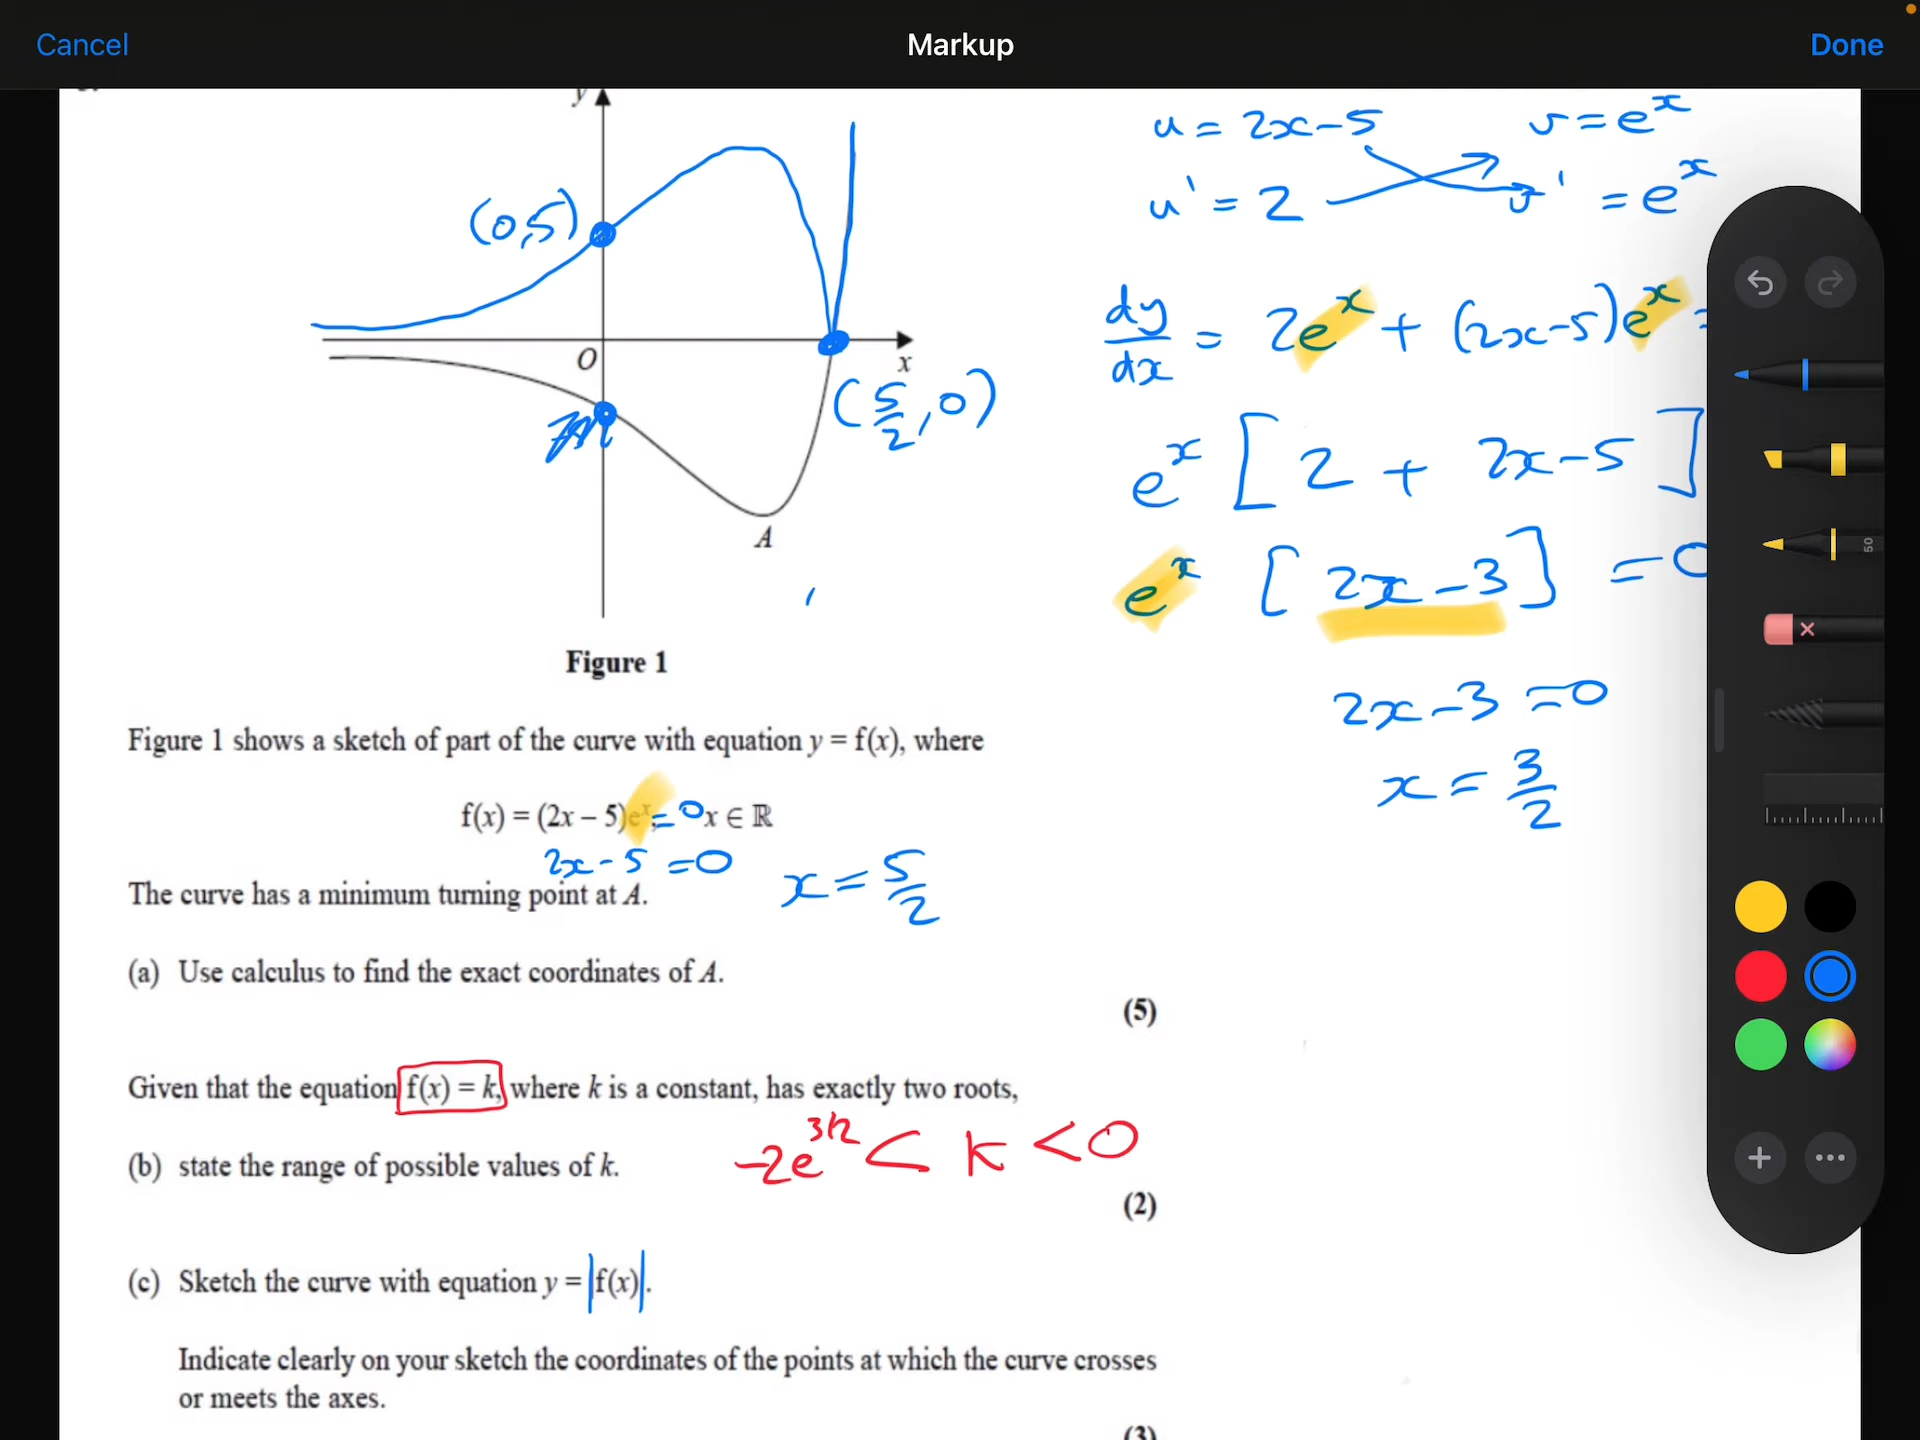 Cancel
Markup
Done
y
u = 2x-5
v = e^x
u' = 2
v' = e^x
(0,5)
dy/dx = 2e^x + (2x-5)e^x =
O
x
(5/2, 0)
e^x [2 + 2x-5]
A
e^x [2x-3] = 0
50
Figure 1
2x-3 = 0
Figure 1 shows a sketch of part of the curve with equation y = f(x), where
x = 3/2
f(x) = (2x – 5)e^x, = 0 x ∈ ℝ
2x-5 = 0
x = 5/2
The curve has a minimum turning point at A.
(a) Use calculus to find the exact coordinates of A.
(5)
Given that the equation f(x) = k, where k is a constant, has exactly two roots,
-2e^3/2 < k < 0
(b) state the range of possible values of k.
(2)
(c) Sketch the curve with equation y = |f(x)|.
Indicate clearly on your sketch the coordinates of the points at which the curve crosses
or meets the axes.
(3)